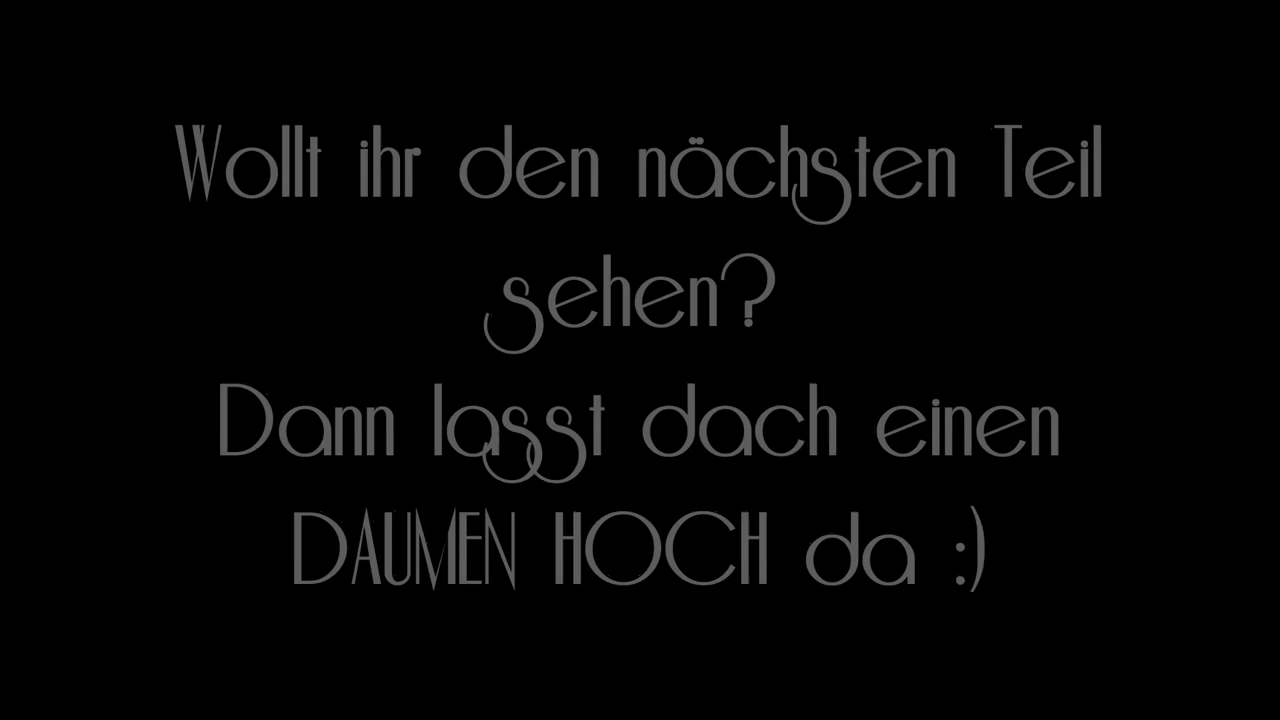 Wollt ihr den nächsten Teil
sehen?
Dann lasst dach einen
DAUMEN HOCH da :)